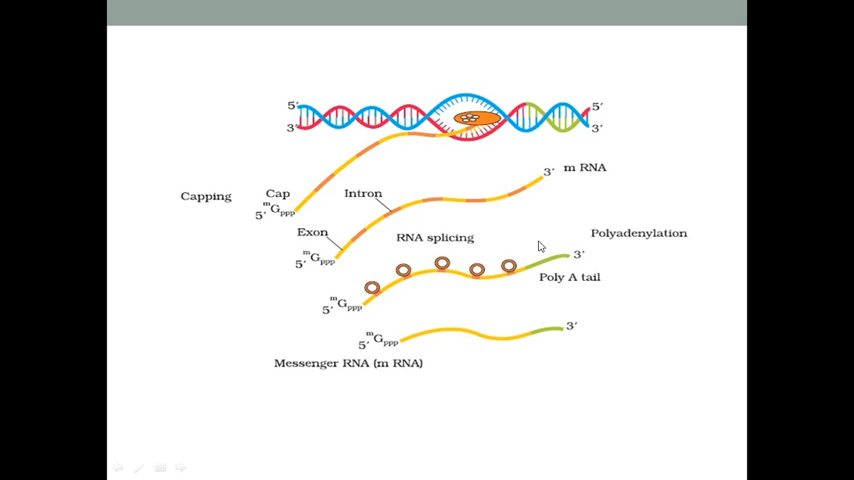 5′
5′
3′
3′
3′ m RNA
Capping
Cap
5′ mGppp
Intron
Exon
RNA splicing
Polyadenylation
5′ mGppp
3′
Poly A tail
5′ mGppp
3′
5′ mGppp
Messenger RNA (m RNA)